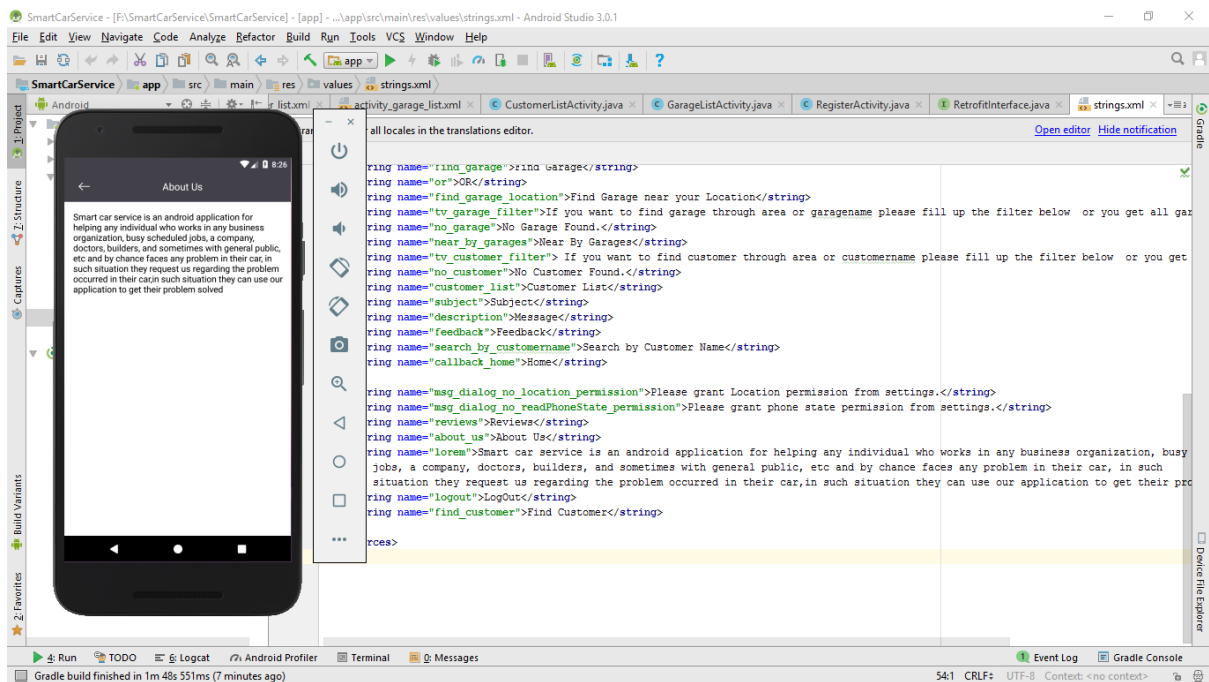 SmartCarService - [F:\SmartCarService\SmartCarService] - [app] - ...\app\src\main\res\values\strings.xml - Android Studio 3.0.1
File Edit View Navigate Code Analyze Refactor Build Run Tools VCS Window Help
app
SmartCarService app src main res values strings.xml
1: Project
7: Structure
Captures
Build Variants
2: Favorites
Android
list.xml activity_garage_list.xml CustomerListActivity.java GarageListActivity.java RegisterActivity.java RetrofitInterface.java strings.xml
all locales in the translations editor. Open editor Hide notification
8:26
About Us
Smart car service is an android application for
helping any individual who works in any business
organization, busy scheduled jobs, a company,
doctors, builders, and sometimes with general public,
etc and by chance faces any problem in their car, in
such situation they request us regarding the problem
occurred in their car,in such situation they can use our
application to get their problem solved
ring name="find_garage">Find Garage</string>
ring name="or">OR</string>
ring name="find_garage_location">Find Garage near your Location</string>
ring name="tv_garage_filter">If you want to find garage through area or garagename please fill up the filter below or you get all gar
ring name="no_garage">No Garage Found.</string>
ring name="near_by_garages">Near By Garages</string>
ring name="tv_customer_filter"> If you want to find customer through area or customername please fill up the filter below or you get
ring name="no_customer">No Customer Found.</string>
ring name="customer_list">Customer List</string>
ring name="subject">Subject</string>
ring name="description">Message</string>
ring name="feedback">Feedback</string>
ring name="search_by_customername">Search by Customer Name</string>
ring name="callback_home">Home</string>
ring name="msg_dialog_no_location_permission">Please grant Location permission from settings.</string>
ring name="msg_dialog_no_readPhoneState_permission">Please grant phone state permission from settings.</string>
ring name="reviews">Reviews</string>
ring name="about_us">About Us</string>
ring name="lorem">Smart car service is an android application for helping any individual who works in any business organization, busy
jobs, a company, doctors, builders, and sometimes with general public, etc and by chance faces any problem in their car, in such
situation they request us regarding the problem occurred in their car,in such situation they can use our application to get their pro
ring name="logout">LogOut</string>
ring name="find_customer">Find Customer</string>
rces>
Gradle
Device File Explorer
4: Run TODO 6: Logcat Android Profiler Terminal 0: Messages 1 Event Log Gradle Console
Gradle build finished in 1m 48s 551ms (7 minutes ago) 54:1 CRLF UTF-8 Context: <no context>